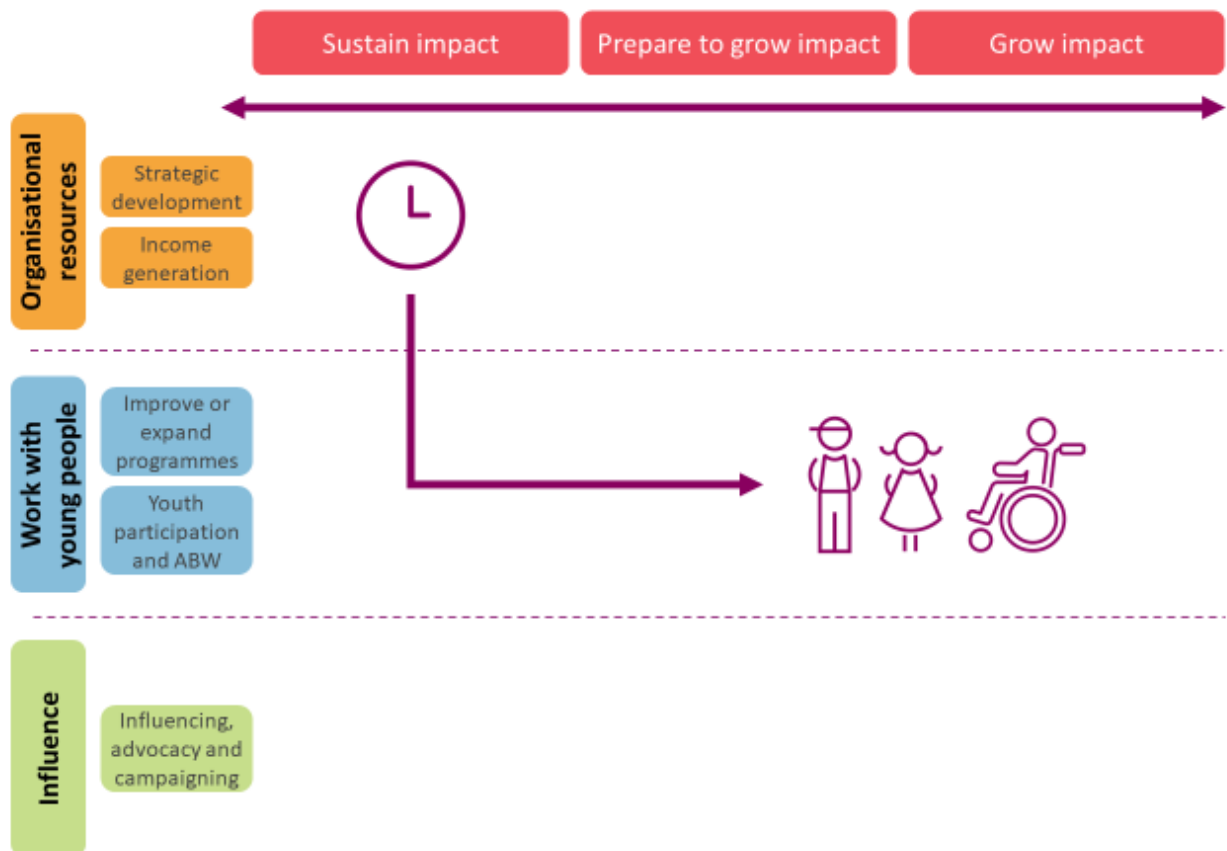 Sustain impact
Prepare to grow impact
Grow impact
Organisational
resources
Strategic
development
Income
generation
Work with
young people
Improve or
expand
programmes
Youth
participation
and ABW
Influence
Influencing,
advocacy and
campaigning